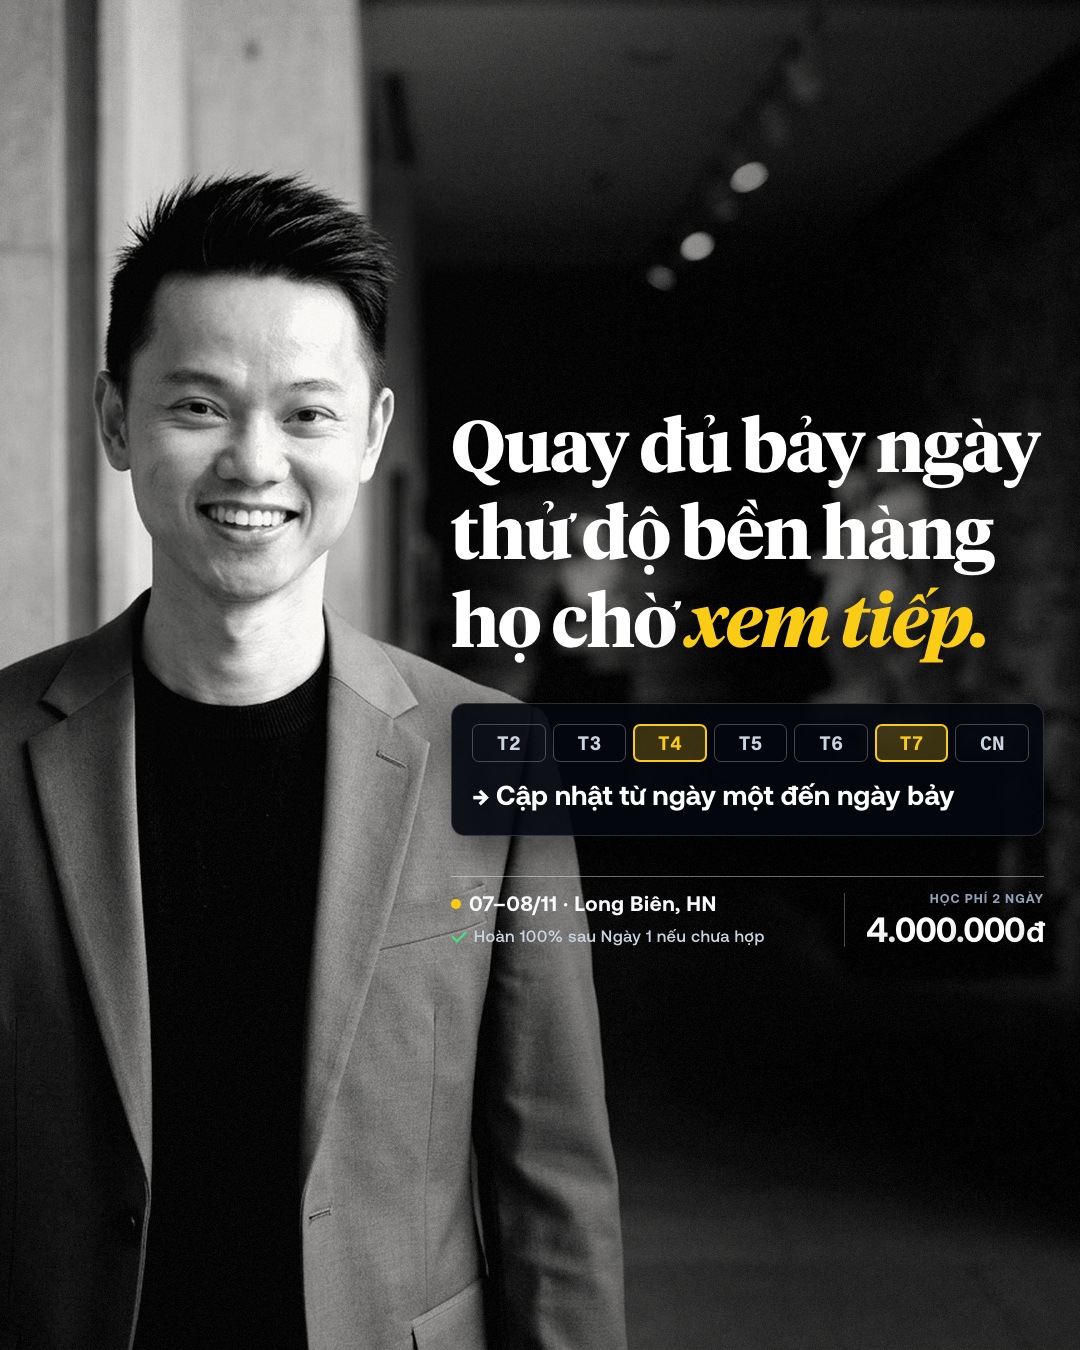 Quay đủ bảy ngày
thử độ bền hàng
họ chờ xem tiếp.
T2 T3 T4 T5 T6 T7 CN
→ Cập nhật từ ngày một đến ngày bảy
07–08/11 · Long Biên, HN
✓ Hoàn 100% sau Ngày 1 nếu chưa hợp
HỌC PHÍ 2 NGÀY
4.000.000đ